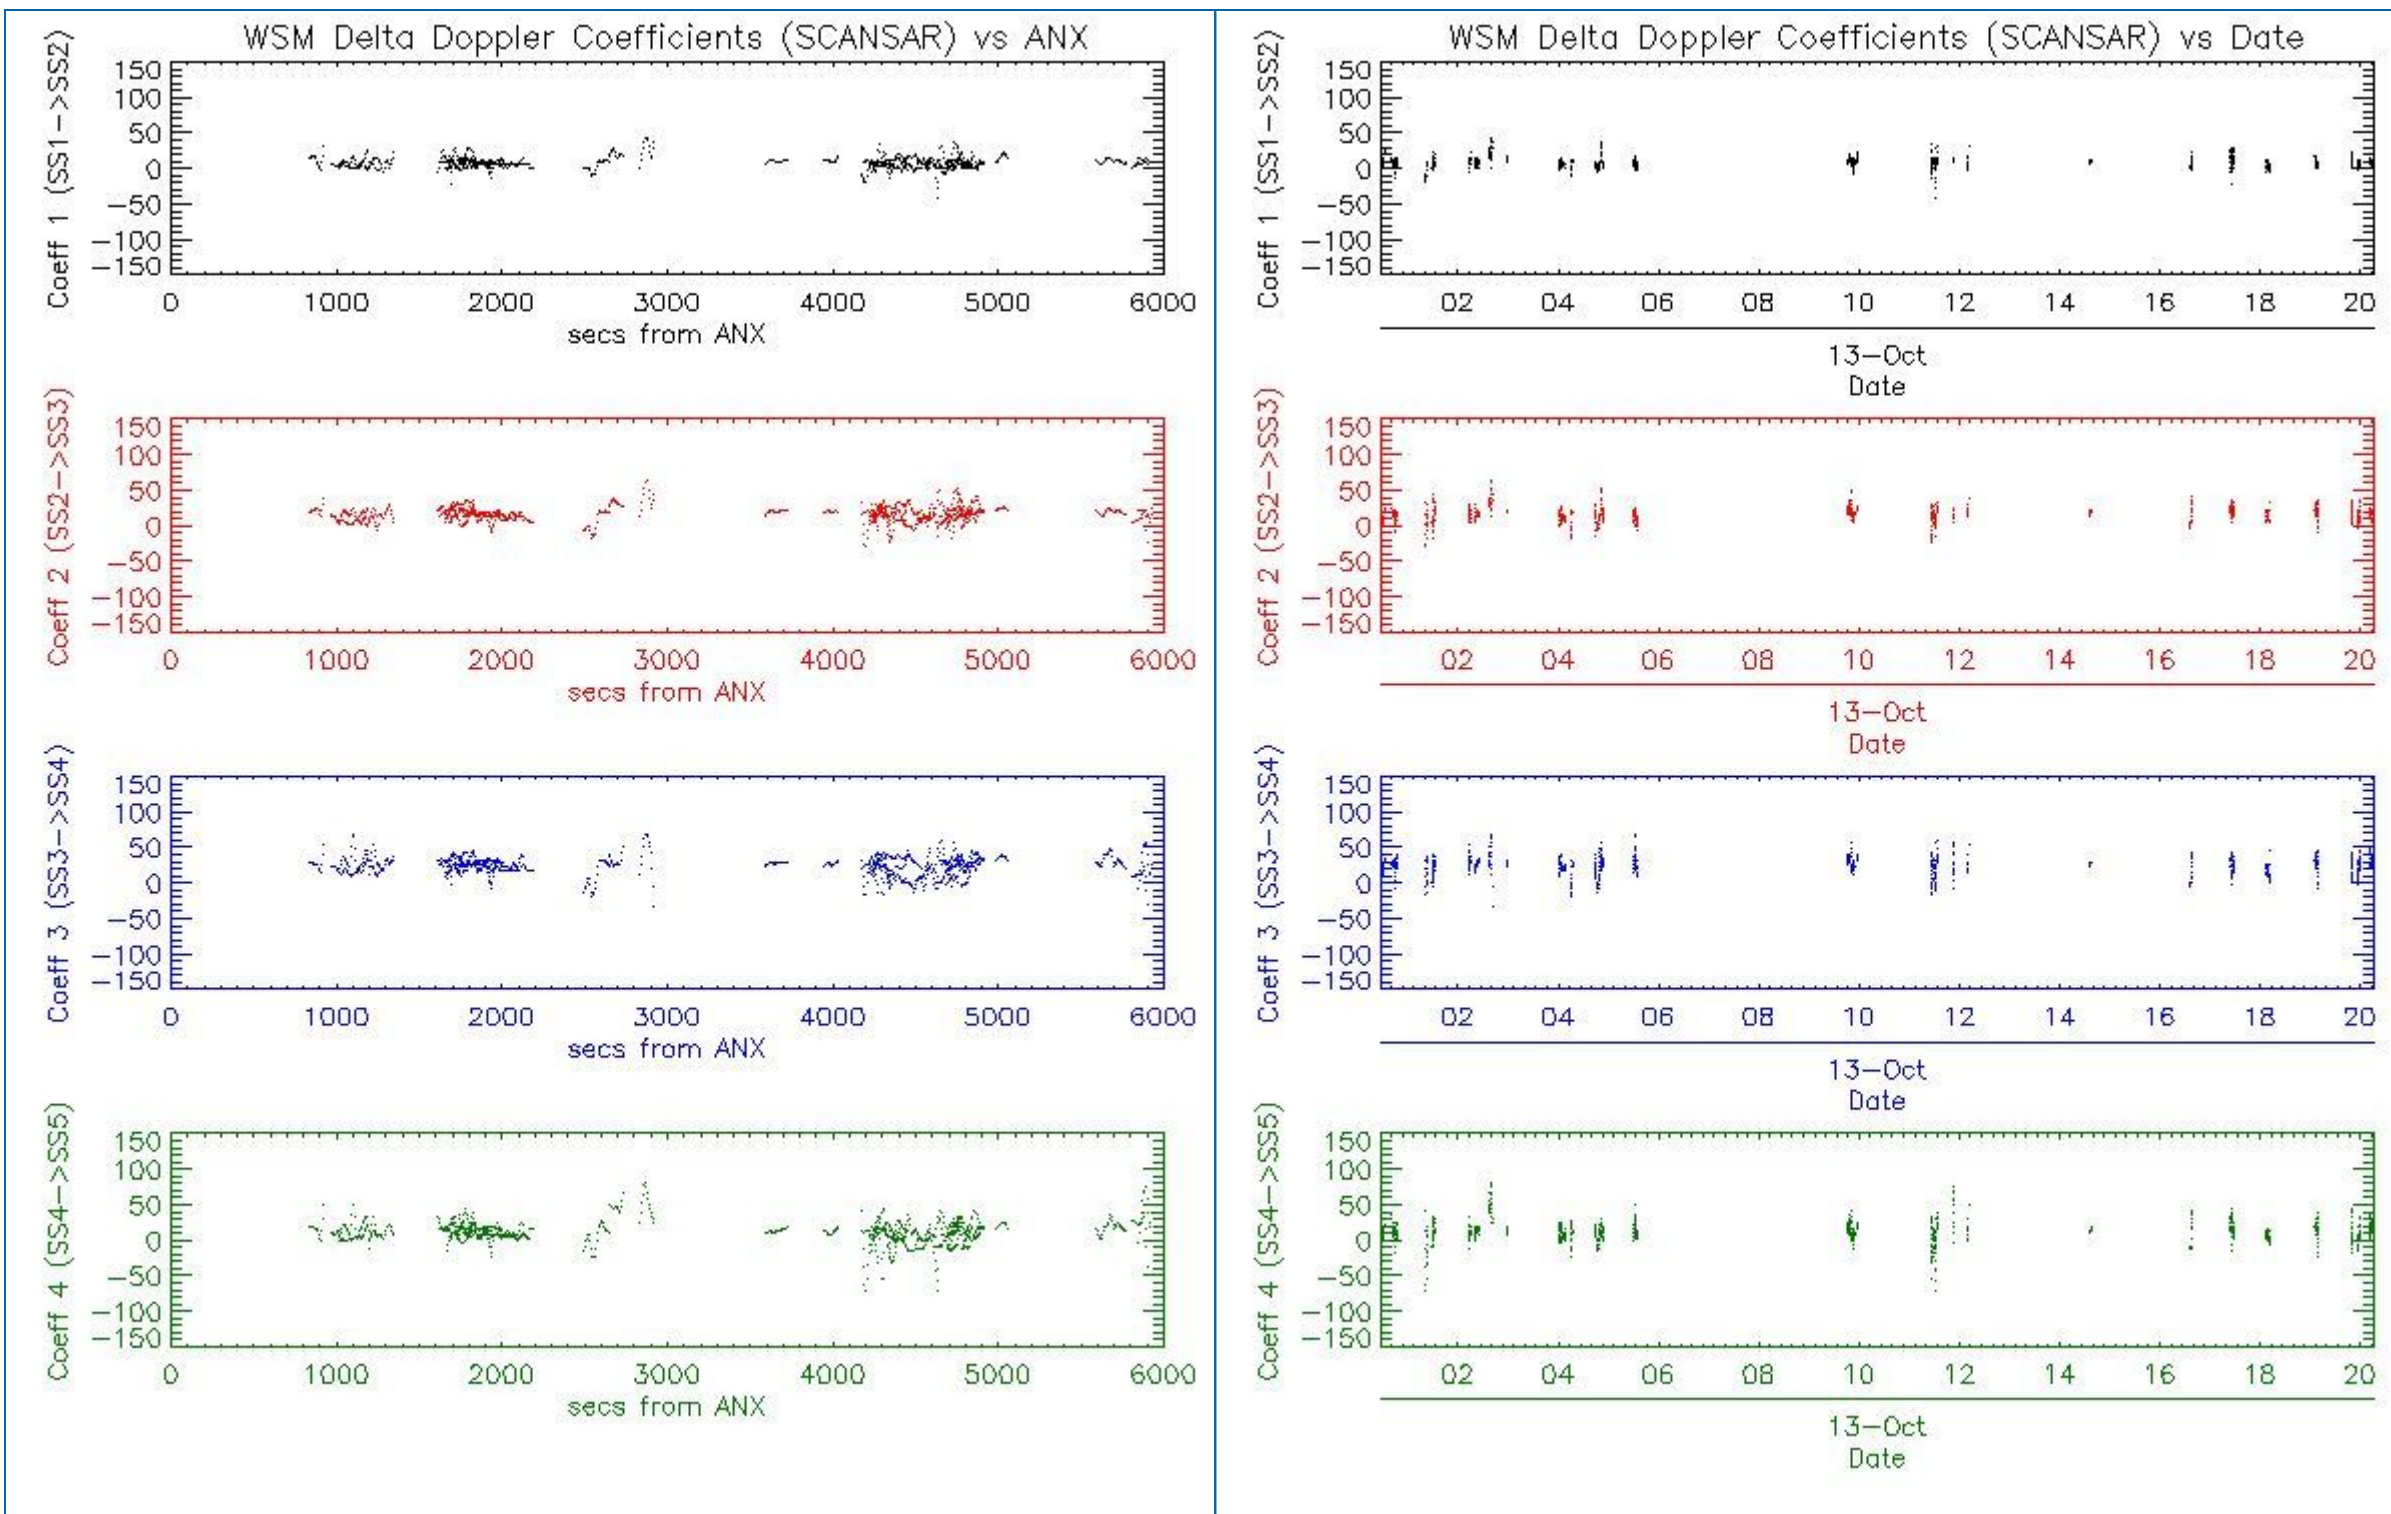 WSM Delta Doppler Coefficients (SCANSAR) vs ANX
Coeff 1 (SS1->SS2)
150
100
50
0
-50
-100
-150
0 1000 2000 3000 4000 5000 6000
secs from ANX
Coeff 2 (SS2->SS3)
150
100
50
0
-50
-100
-150
0 1000 2000 3000 4000 5000 6000
secs from ANX
Coeff 3 (SS3->SS4)
150
100
50
0
-50
-100
-150
0 1000 2000 3000 4000 5000 6000
secs from ANX
Coeff 4 (SS4->SS5)
150
100
50
0
-50
-100
-150
0 1000 2000 3000 4000 5000 6000
secs from ANX
WSM Delta Doppler Coefficients (SCANSAR) vs Date
Coeff 1 (SS1->SS2)
150
100
50
0
-50
-100
-150
02 04 06 08 10 12 14 16 18 20
13-Oct
Date
Coeff 2 (SS2->SS3)
150
100
50
0
-50
-100
-150
02 04 06 08 10 12 14 16 18 20
13-Oct
Date
Coeff 3 (SS3->SS4)
150
100
50
0
-50
-100
-150
02 04 06 08 10 12 14 16 18 20
13-Oct
Date
Coeff 4 (SS4->SS5)
150
100
50
0
-50
-100
-150
02 04 06 08 10 12 14 16 18 20
13-Oct
Date